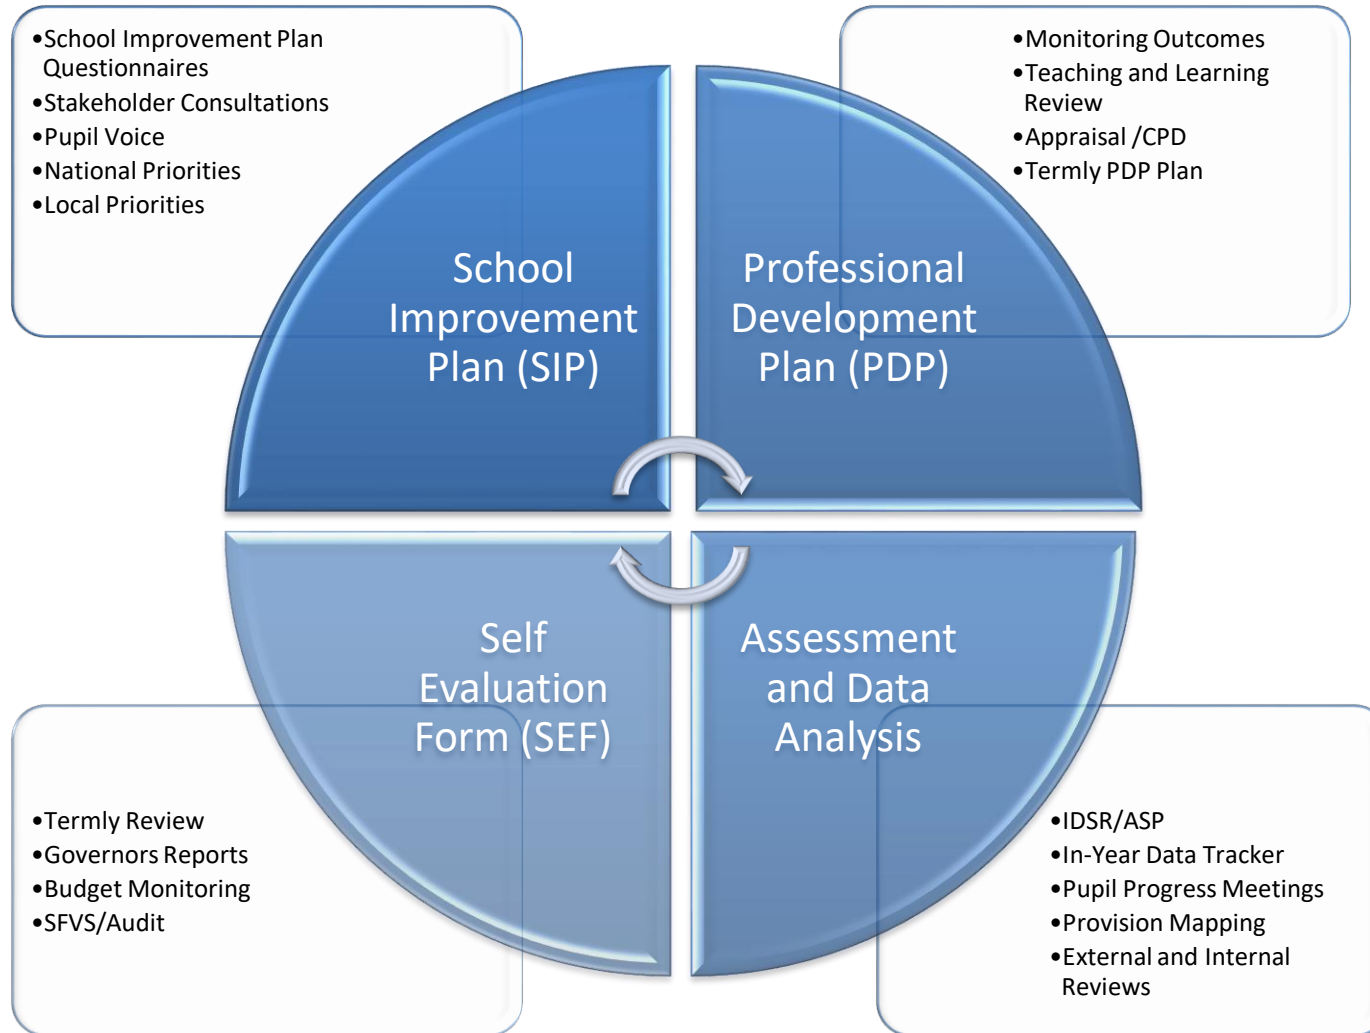 •School Improvement Plan
Questionnaires
•Stakeholder Consultations
•Pupil Voice
•National Priorities
•Local Priorities
•Monitoring Outcomes
•Teaching and Learning
Review
•Appraisal /CPD
•Termly PDP Plan
School
Improvement
Plan (SIP)
Professional
Development
Plan (PDP)
Self
Evaluation
Form (SEF)
Assessment
and Data
Analysis
•Termly Review
•Governors Reports
•Budget Monitoring
•SFVS/Audit
•IDSR/ASP
•In-Year Data Tracker
•Pupil Progress Meetings
•Provision Mapping
•External and Internal
Reviews